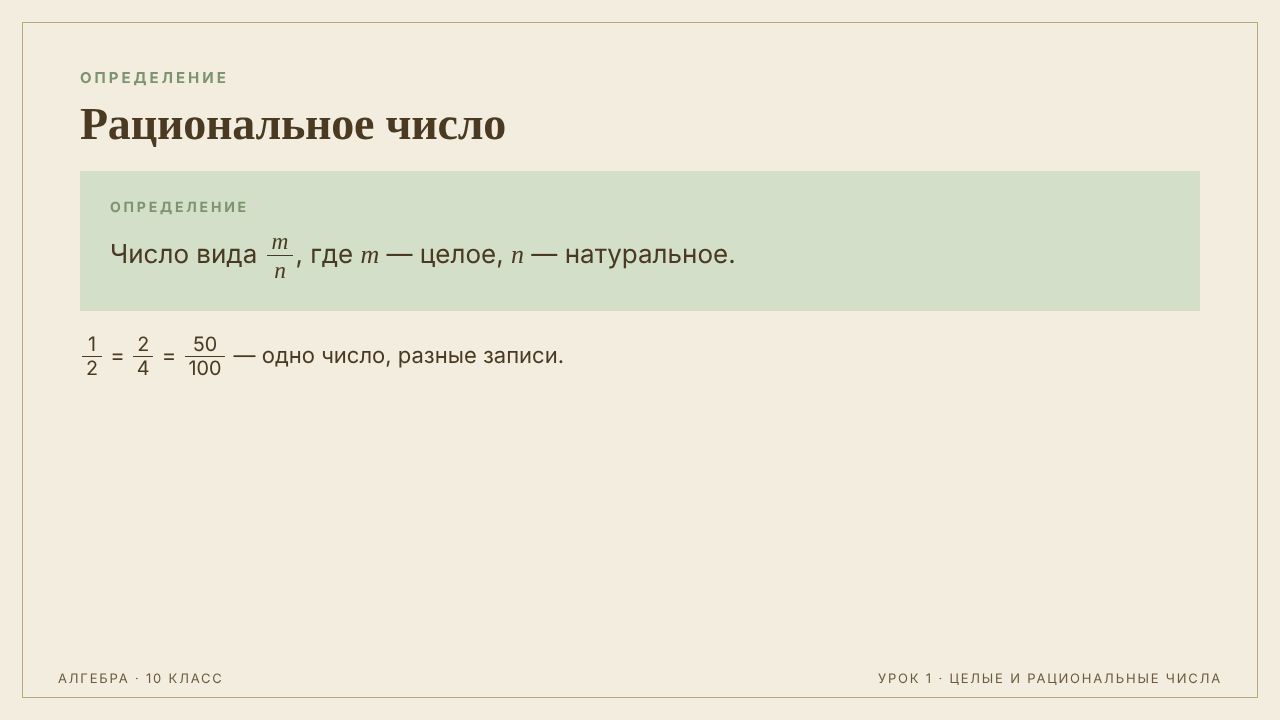 ОПРЕДЕЛЕНИЕ
Рациональное число
ОПРЕДЕЛЕНИЕ
Число вида m/n, где m — целое, n — натуральное.
1/2 = 2/4 = 50/100 — одно число, разные записи.
АЛГЕБРА · 10 КЛАСС
УРОК 1 · ЦЕЛЫЕ И РАЦИОНАЛЬНЫЕ ЧИСЛА